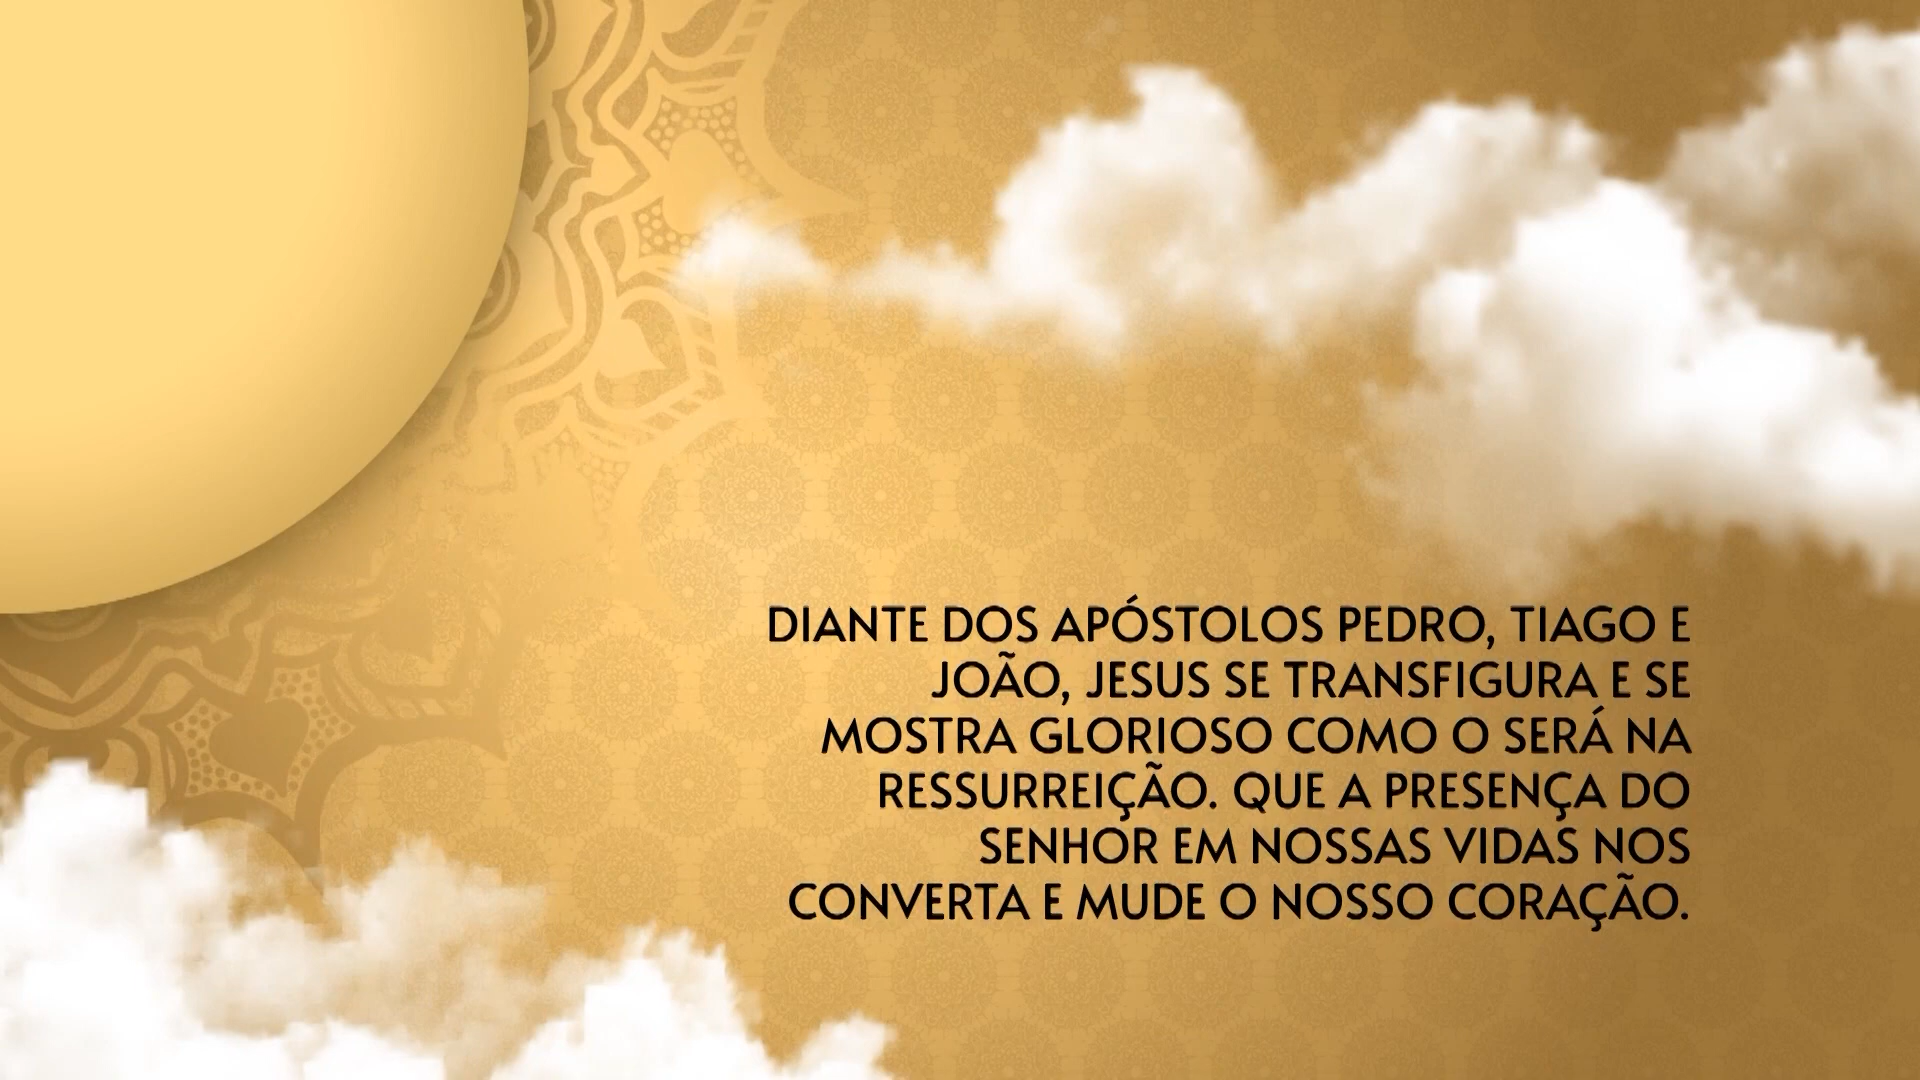 DIANTE DOS APÓSTOLOS PEDRO, TIAGO E
JOÃO, JESUS SE TRANSFIGURA E SE
MOSTRA GLORIOSO COMO O SERÁ NA
RESSURREIÇÃO. QUE A PRESENÇA DO
SENHOR EM NOSSAS VIDAS NOS
CONVERTA E MUDE O NOSSO CORAÇÃO.